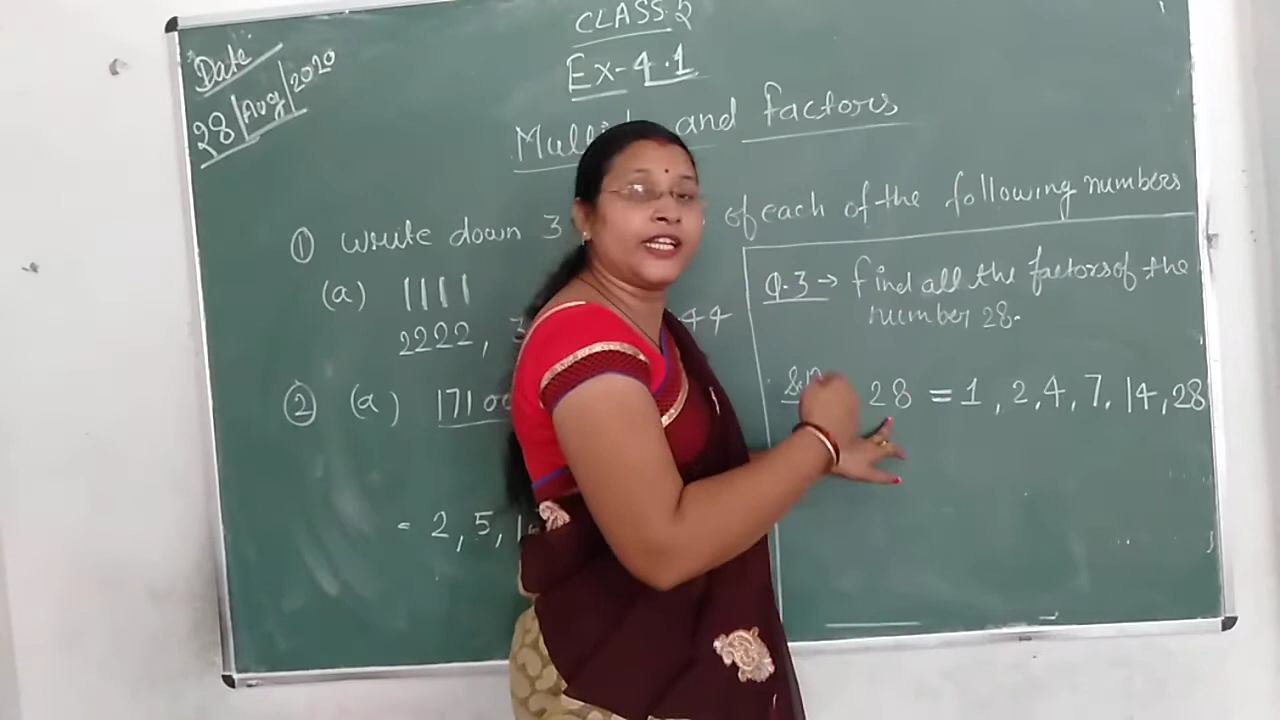 Date
28/Aug/2020
CLASS.
Ex-4.1
and factors
① write down 3 of each of the following numbers
(a) 1111
2222, 44
② (a)
= 2, 5,
Q.3 → find all the factors of the
number 28.
28 = 1, 2, 4, 7, 14, 28